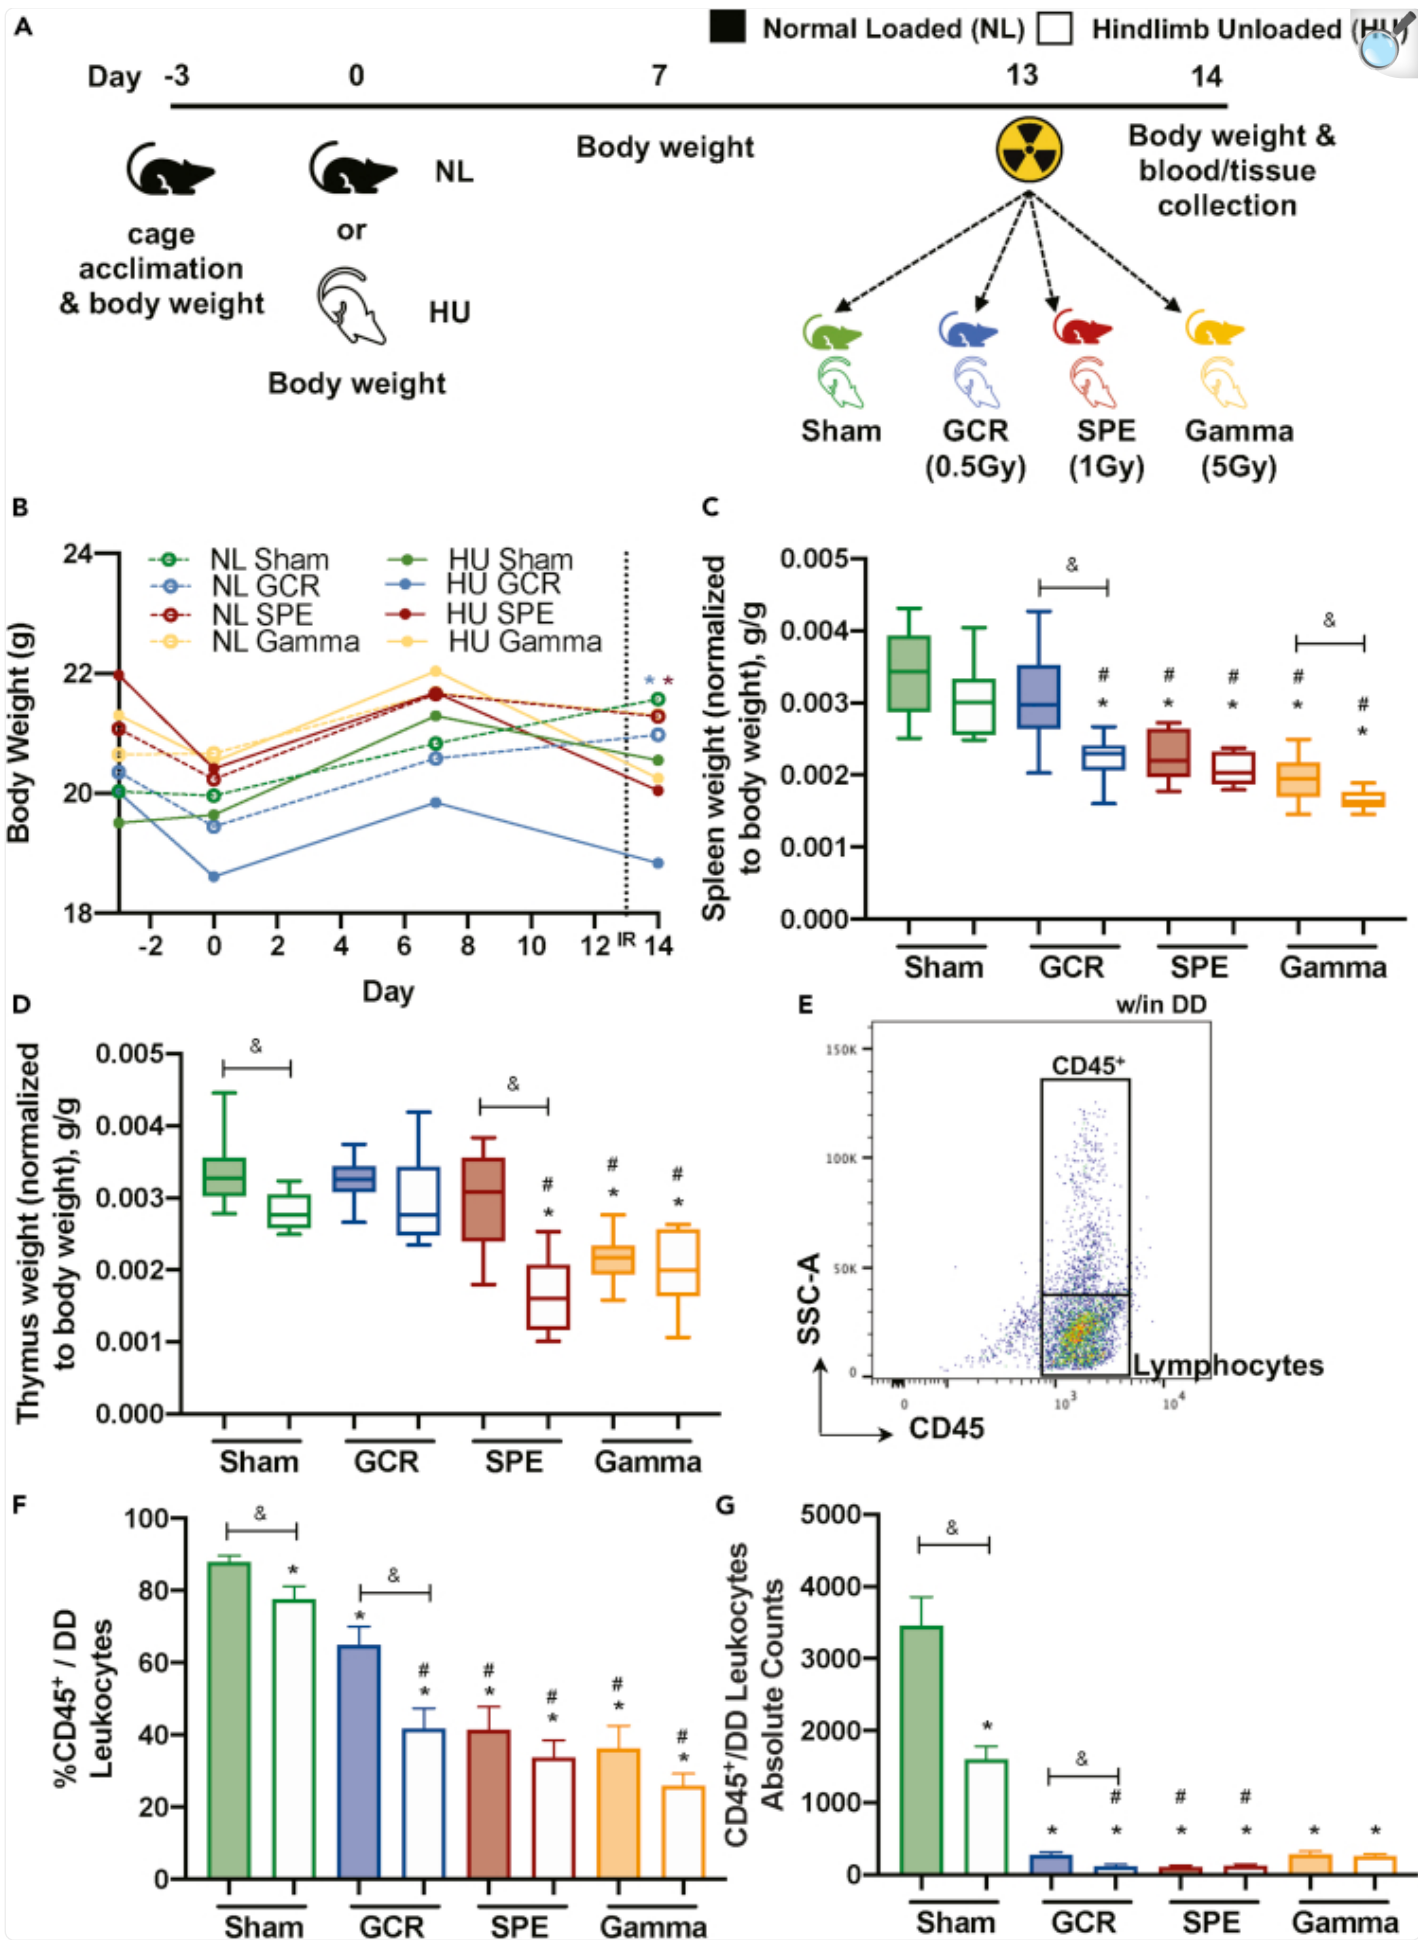 A
Normal Loaded (NL) Hindlimb Unloaded (HU)
Day -3 0 7 13 14
Body weight
Body weight &
blood/tissue
collection
NL
cage
acclimation
& body weight
or
HU
Body weight
Sham GCR SPE Gamma
(0.5Gy) (1Gy) (5Gy)
B
24
22
20
18
Body Weight (g)
NL Sham HU Sham
NL GCR HU GCR
NL SPE HU SPE
NL Gamma HU Gamma
* *
-2 0 2 4 6 8 10 12 IR 14
Day
C
Spleen weight (normalized
to body weight), g/g
0.005
0.004
0.003
0.002
0.001
0.000
& &
# # # # #
* * * * *
Sham GCR SPE Gamma
D
Thymus weight (normalized
to body weight), g/g
0.005
0.004
0.003
0.002
0.001
0.000
& &
# # #
* * *
Sham GCR SPE Gamma
E
w/in DD
150K
100K
50K
0
SSC-A
CD45+
Lymphocytes
0 10³ 10⁴
CD45
F
%CD45+ / DD
Leukocytes
100
80
60
40
20
0
& &
# # # # #
* * * * * * *
Sham GCR SPE Gamma
G
CD45+/DD Leukocytes
Absolute Counts
5000
4000
3000
2000
1000
0
& &
# # #
* * * * * * *
Sham GCR SPE Gamma